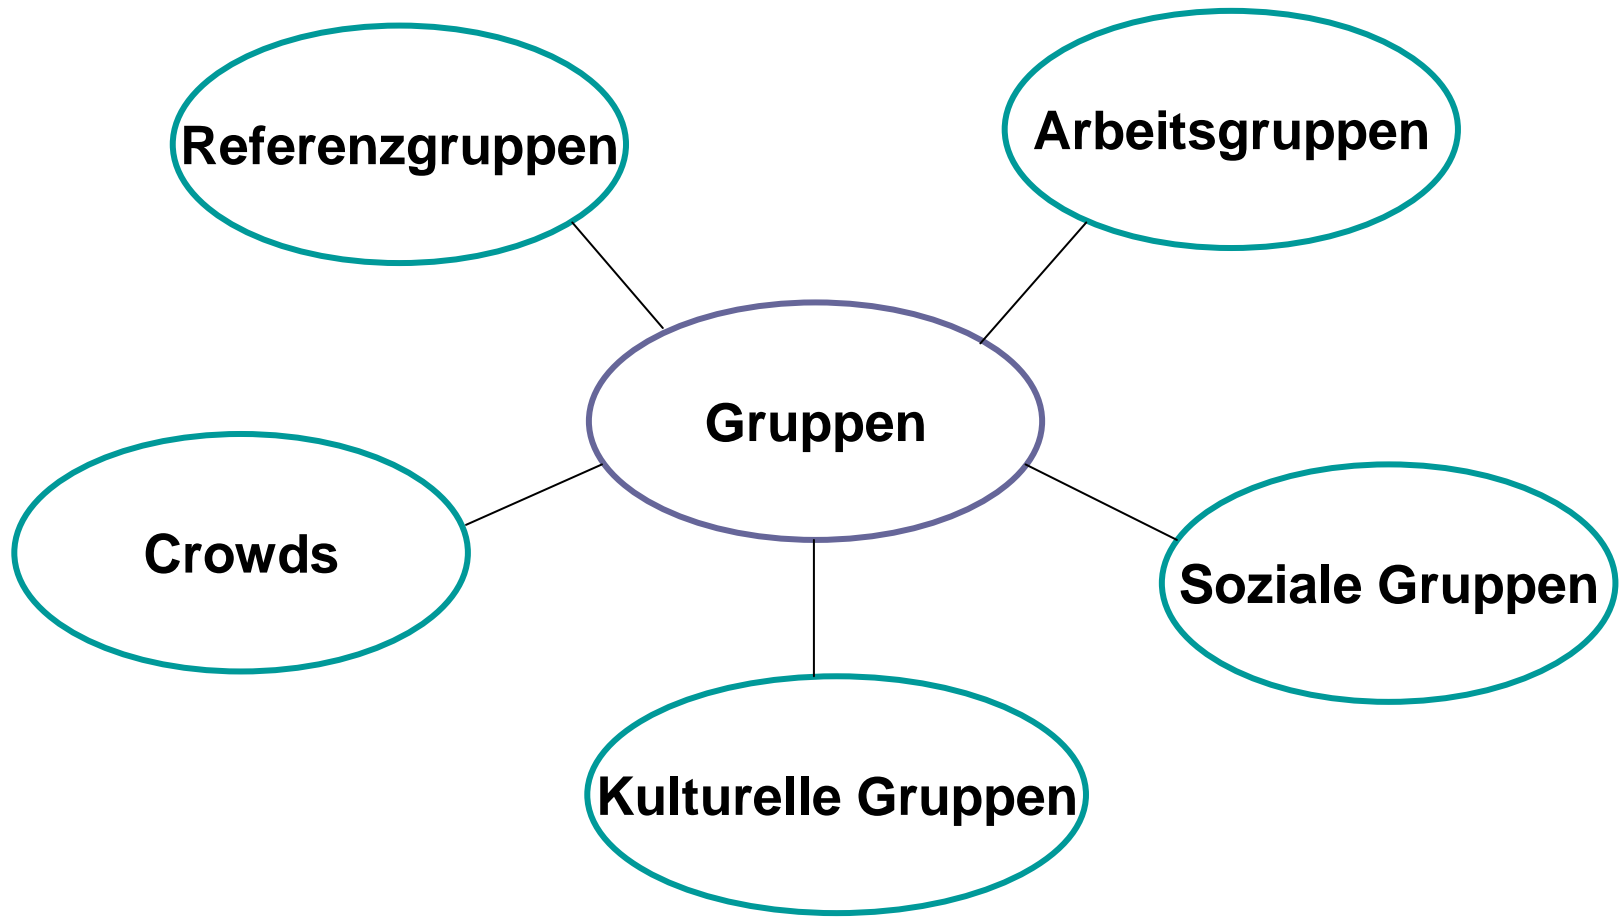 Referenzgruppen
Arbeitsgruppen
Gruppen
Crowds
Soziale Gruppen
Kulturelle Gruppen